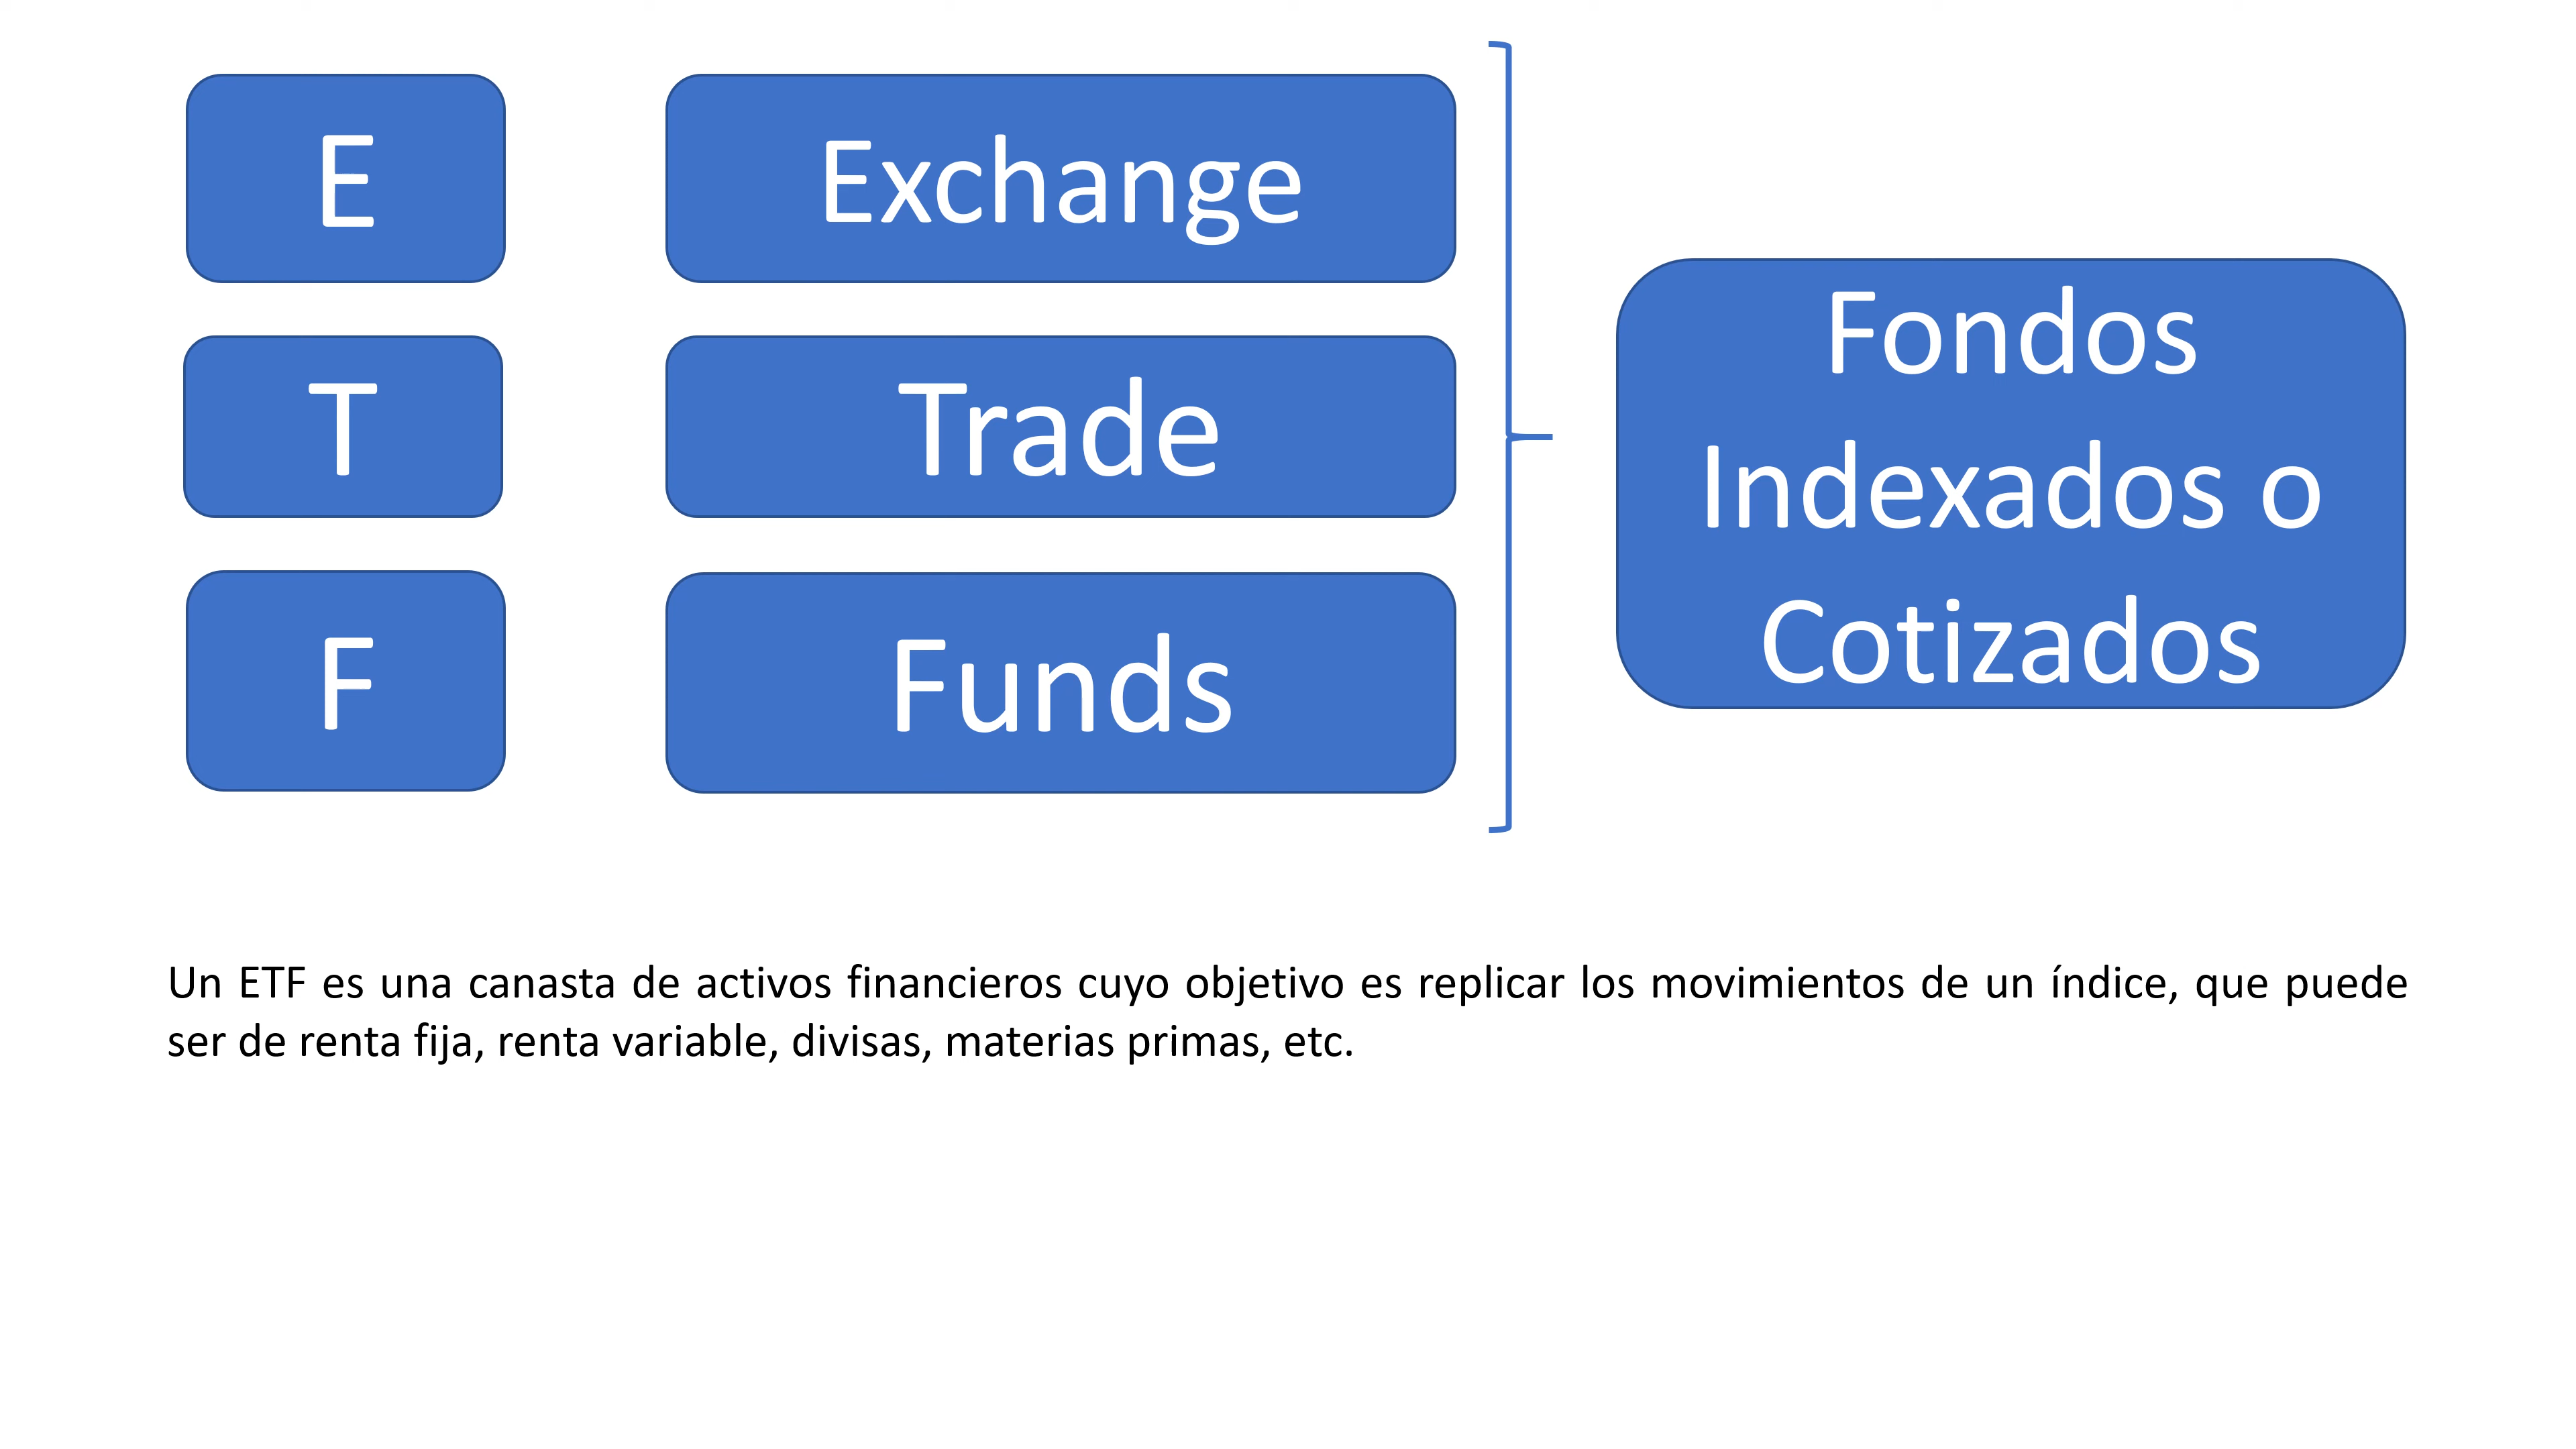 E
Exchange
T
Trade
F
Funds
Fondos
Indexados o
Cotizados
Un ETF es una canasta de activos financieros cuyo objetivo es replicar los movimientos de un índice, que puede
ser de renta fija, renta variable, divisas, materias primas, etc.